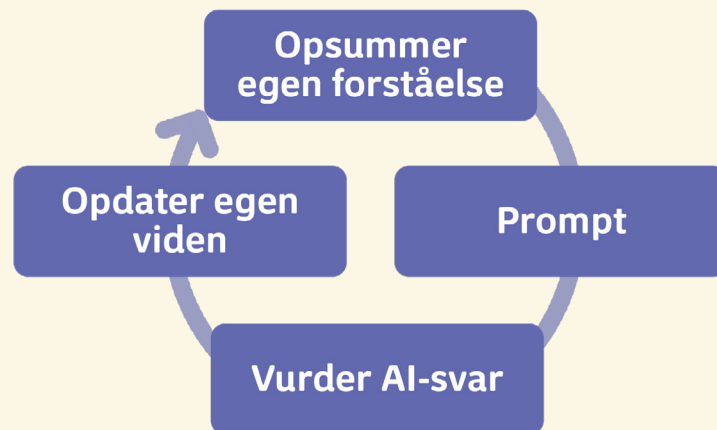 Opsummer
egen forståelse
Prompt
Vurder AI-svar
Opdater egen
viden